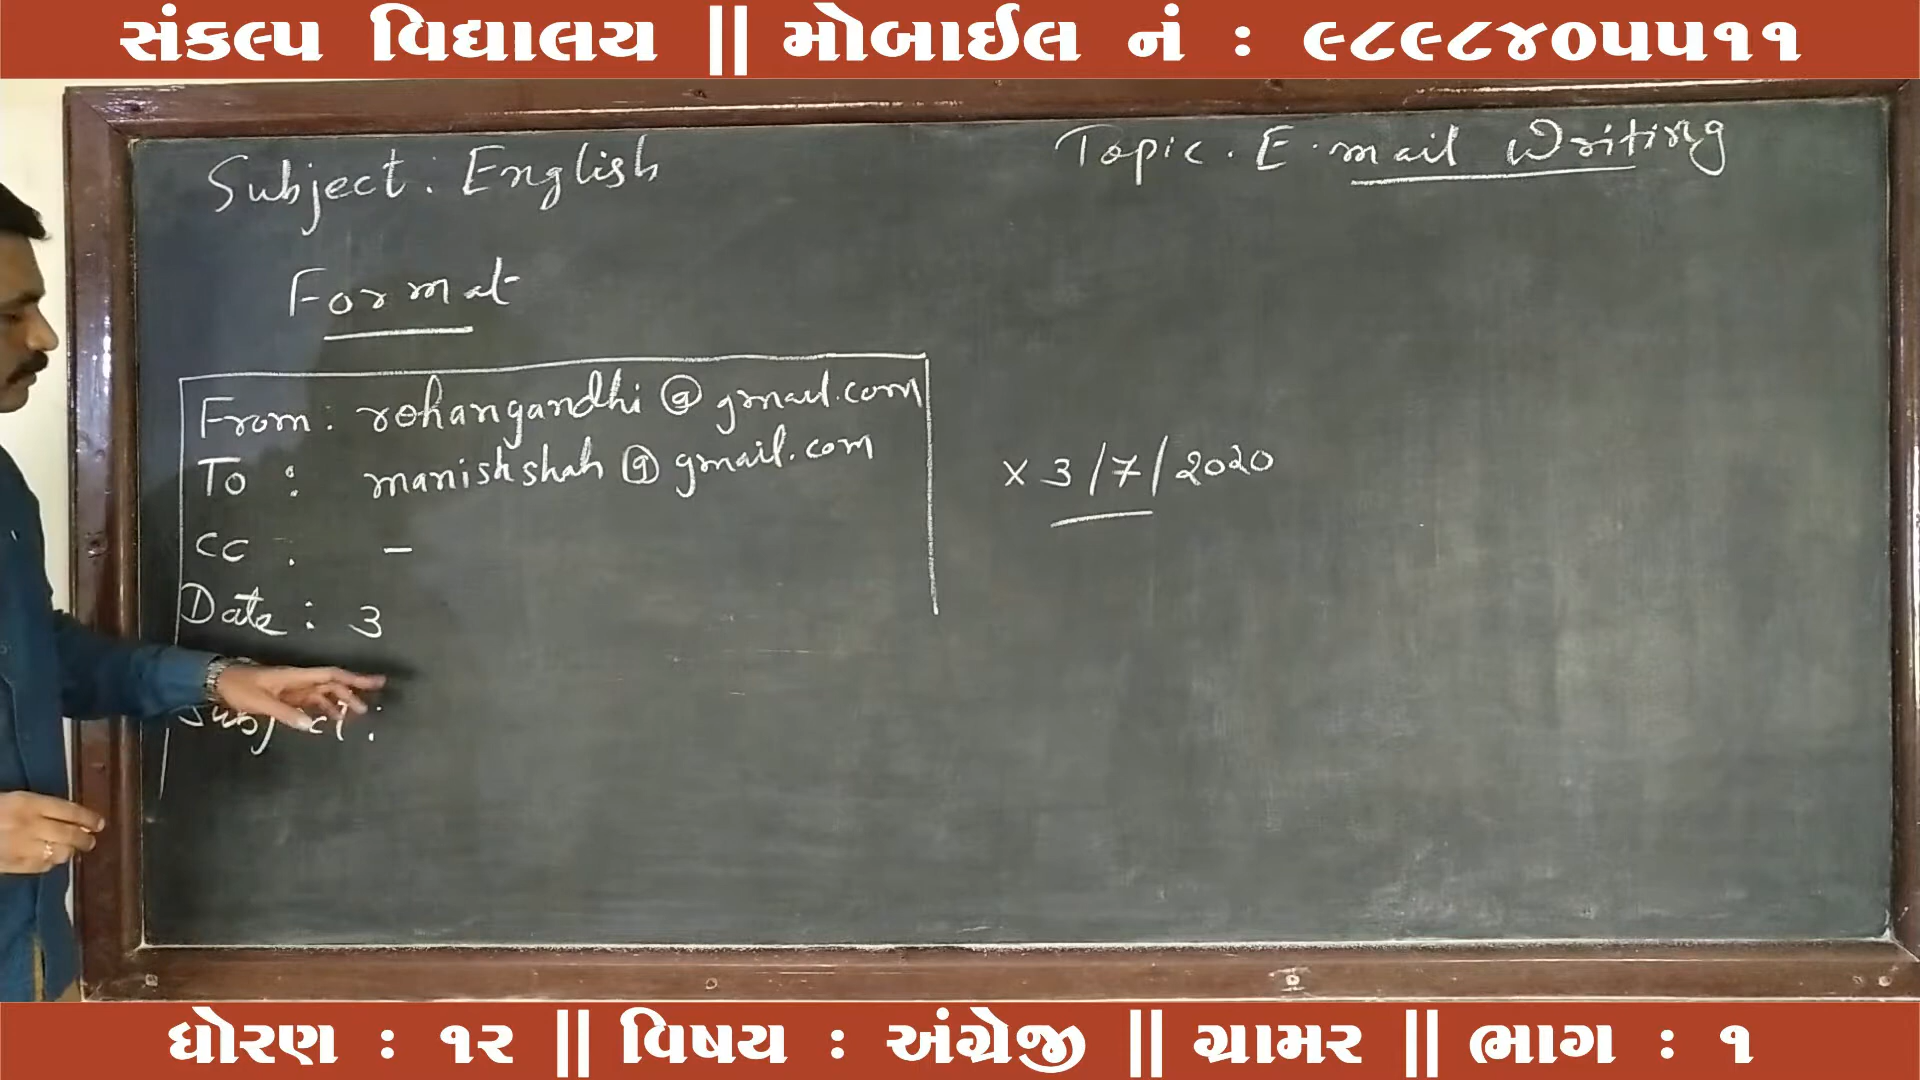 સંકલ્પ વિદ્યાલય || મોબાઈલ નં : ૯૮૯૮૪૦૫૫૧૧
Subject : English
Topic . E-mail Writing
Format
From : rohangandhi@gmail.com
To : manishshah@gmail.com
CC : -
Date : 3
Subject :
x 3/7/2020
ધોરણ : ૧૨ || વિષય : અંગ્રેજી || ગ્રામર || ભાગ : ૧